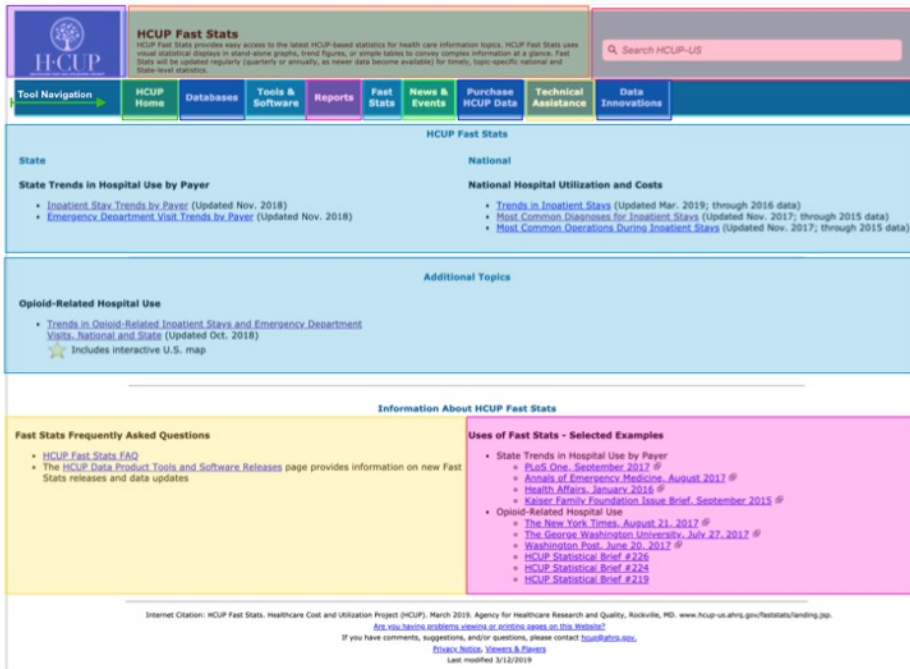 HCUP Fast Stats
HCUP Fast Stats provides easy access to the latest HCUP-based statistics for health care information topics. HCUP Fast Stats uses
visual statistical displays in stand-alone graphs, trend figures, or simple tables to convey complex information at a glance. Fast
Stats will be updated regularly (quarterly or annually, as newer data become available) for timely, topic-specific national and
State-level statistics.
H·CUP
Search HCUP-US
Tool Navigation
HCUP Home
Databases
Tools & Software
Reports
Fast Stats
News & Events
Purchase HCUP Data
Technical Assistance
Data Innovations
HCUP Fast Stats
State
State Trends in Hospital Use by Payer
• Inpatient Stay Trends by Payer (Updated Nov. 2018)
• Emergency Department Visit Trends by Payer (Updated Nov. 2018)
National
National Hospital Utilization and Costs
• Trends in Inpatient Stays (Updated Mar. 2019; through 2016 data)
• Most Common Diagnoses for Inpatient Stays (Updated Nov. 2017; through 2015 data)
• Most Common Operations During Inpatient Stays (Updated Nov. 2017; through 2015 data)
Additional Topics
Opioid-Related Hospital Use
• Trends in Opioid-Related Inpatient Stays and Emergency Department
Visits, National and State (Updated Oct. 2018)
Includes interactive U.S. map
Information About HCUP Fast Stats
Fast Stats Frequently Asked Questions
• HCUP Fast Stats FAQ
• The HCUP Data Product Tools and Software Releases page provides information on new Fast
Stats releases and data updates
Uses of Fast Stats - Selected Examples
• State Trends in Hospital Use by Payer
PLoS One, September 2017
Annals of Emergency Medicine, August 2017
Health Affairs, January 2016
Kaiser Family Foundation Issue Brief, September 2015
• Opioid-Related Hospital Use
The New York Times, August 21, 2017
The George Washington University, July 27, 2017
Washington Post, June 20, 2017
HCUP Statistical Brief #226
HCUP Statistical Brief #224
HCUP Statistical Brief #219
Internet Citation: HCUP Fast Stats. Healthcare Cost and Utilization Project (HCUP). March 2019. Agency for Healthcare Research and Quality, Rockville, MD. www.hcup-us.ahrq.gov/faststats/landing.jsp.
Are you having problems viewing or printing pages on this Website?
If you have comments, suggestions, and/or questions, please contact hcup@ahrq.gov.
Privacy Notice, Viewers & Players
Last modified 3/12/2019